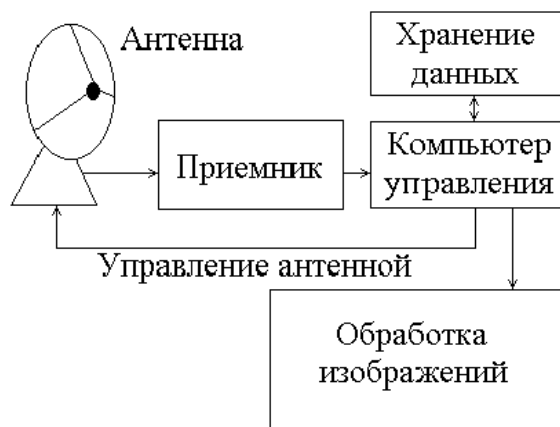 Антенна
Хранение
данных
Приемник
Компьютер
управления
Управление антенной
Обработка
изображений